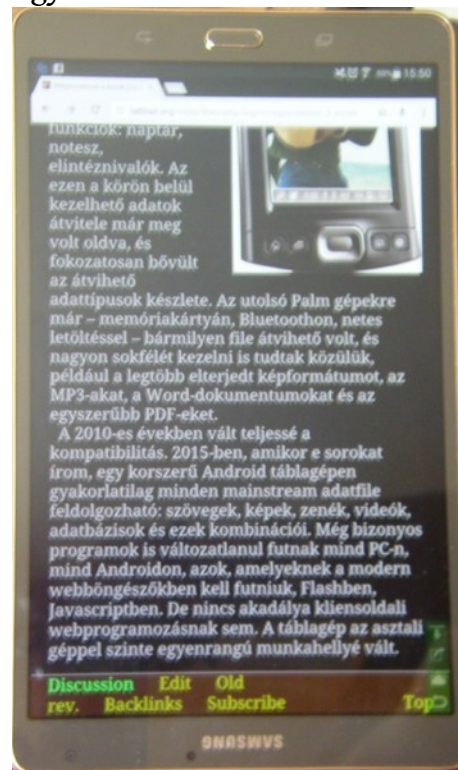 15:50
funkciók: naptár,
notesz,
elintéznivalók. Az
ezen a körön belül
kezelhető adatok
átvitele már meg
volt oldva, és
fokozatosan bővült
az átvihető
adattípusok készlete. Az utolsó Palm gépekre
már – memóriakártyán, Bluetoothon, netes
letöltéssel – bármilyen file átvihető volt, és
nagyon sokfélét kezelni is tudtak közülük,
például a legtöbb elterjedt képformátumot, az
MP3-akat, a Word-dokumentumokat és az
egyszerűbb PDF-eket.
A 2010-es években vált teljessé a
kompatibilitás. 2015-ben, amikor e sorokat
írom, egy korszerű Android táblagépen
gyakorlatilag minden mainstream adatfile
feldolgozható: szövegek, képek, zenék, videók,
adatbázisok és ezek kombinációi. Még bizonyos
programok is változatlanul futnak mind PC-n,
mind Androidon, azok, amelyeknek a modern
webböngészőkben kell futniuk, Flashben,
Javascriptben. De nincs akadálya kliensoldali
webprogramozásnak sem. A táblagép az asztali
géppel szinte egyenrangú munkahellyé vált.
Discussion Edit Old
rev. Backlinks Subscribe Top
SAMSUNG